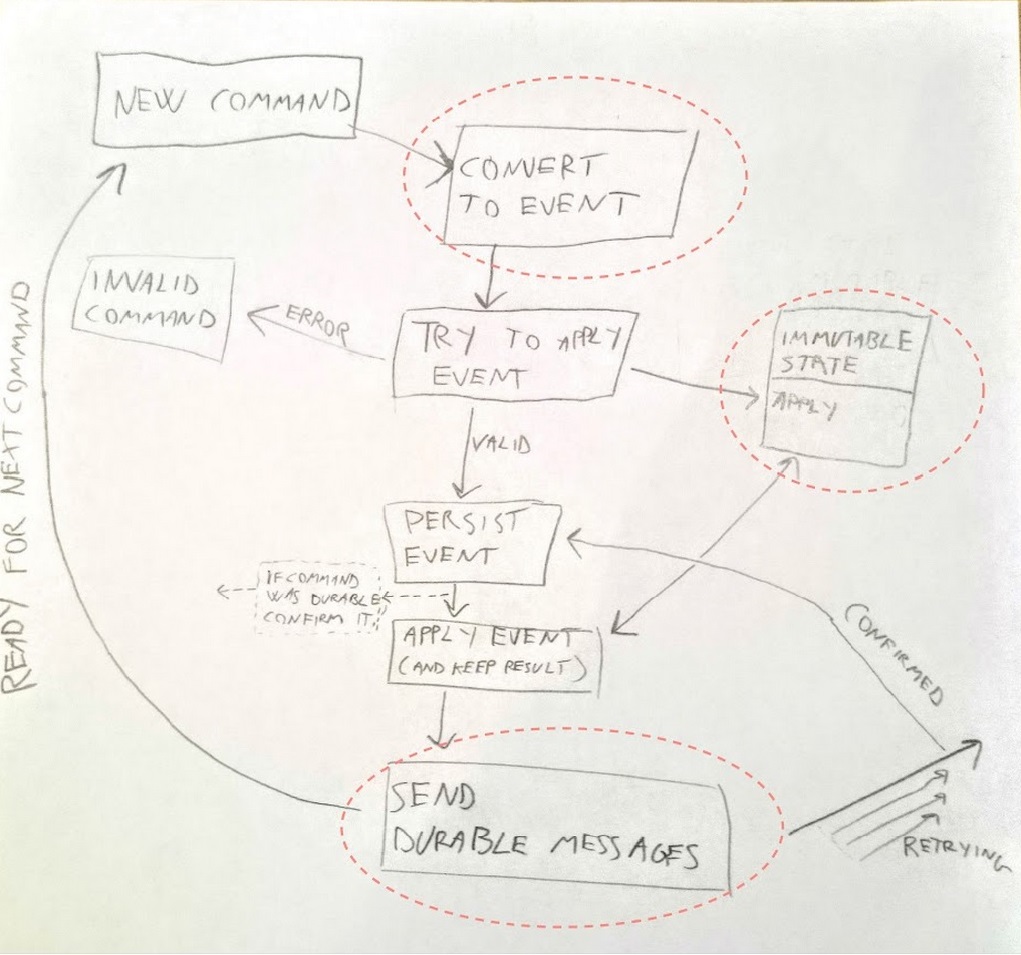 NEW COMMAND
CONVERT
TO EVENT
INVALID
COMMAND
ERROR
TRY TO APPLY
EVENT
IMMUTABLE
STATE
APPLY
VALID
PERSIST
EVENT
IF COMMAND
WAS DURABLE
CONFIRM IT
APPLY EVENT
(AND KEEP RESULT)
CONFIRMED
SEND
DURABLE MESSAGES
RETRYING
READY FOR NEXT COMMAND